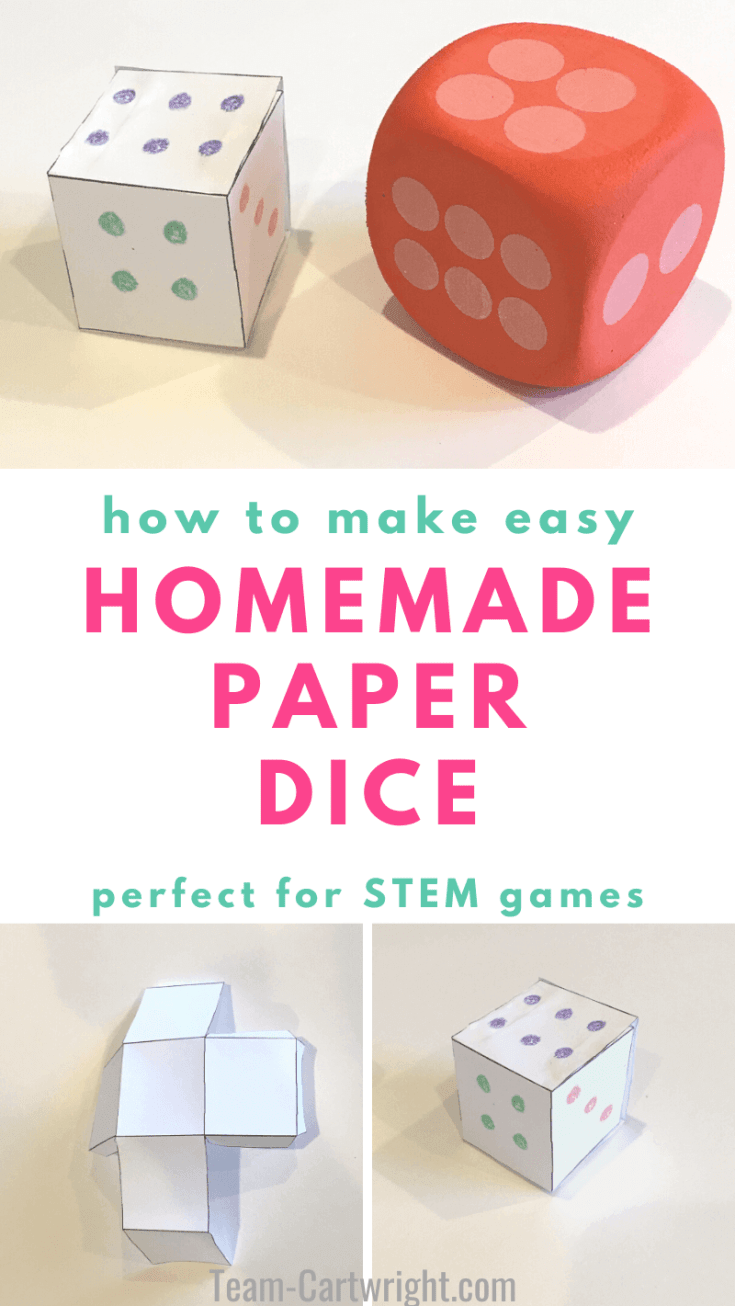 how to make easy
HOMEMADE
PAPER
DICE
perfect for STEM games
Team-Cartwright.com